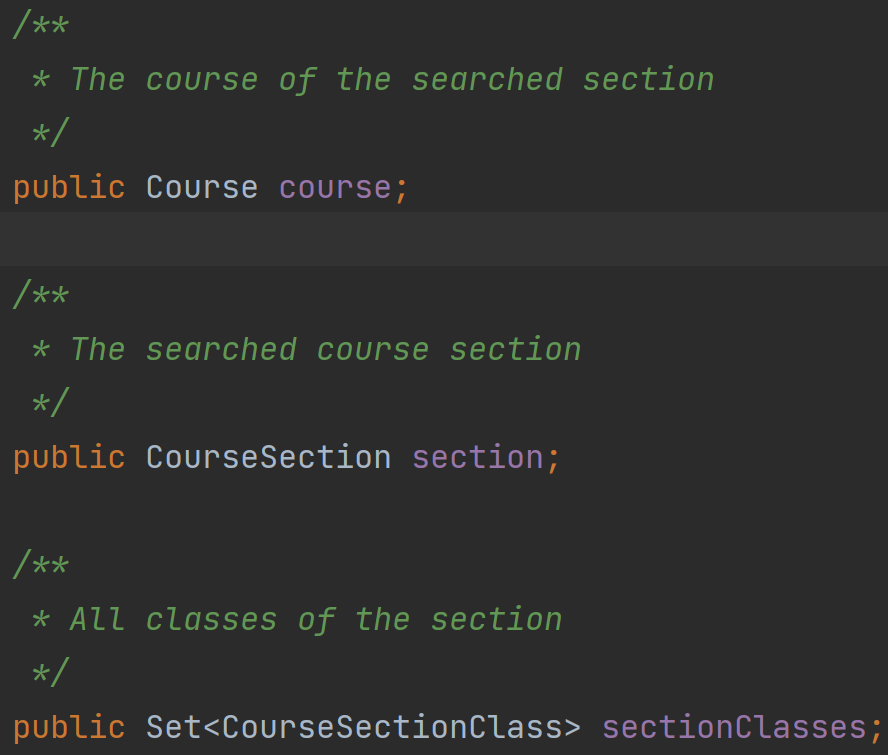 /**
 * The course of the searched section
 */
public Course course;
/**
 * The searched course section
 */
public CourseSection section;
/**
 * All classes of the section
 */
public Set<CourseSectionClass> sectionClasses;